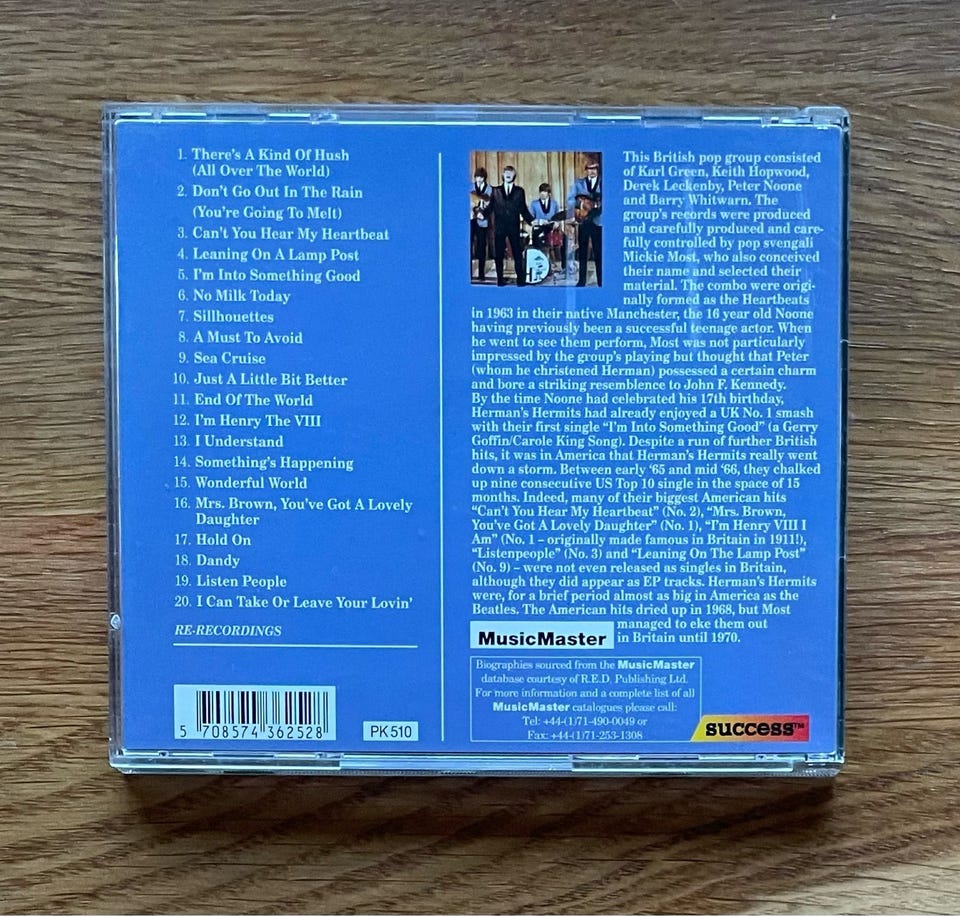 1. There's A Kind Of Hush
(All Over The World)
2. Don't Go Out In The Rain
(You're Going To Melt)
3. Can't You Hear My Heartbeat
4. Leaning On A Lamp Post
5. I'm Into Something Good
6. No Milk Today
7. Sillhouettes
8. A Must To Avoid
9. Sea Cruise
10. Just A Little Bit Better
11. End Of The World
12. I'm Henry The VIII
13. I Understand
14. Something's Happening
15. Wonderful World
16. Mrs. Brown, You've Got A Lovely
Daughter
17. Hold On
18. Dandy
19. Listen People
20. I Can Take Or Leave Your Lovin'
RE-RECORDINGS
5 708574 362528
PK 510
This British pop group consisted
of Karl Green, Keith Hopwood,
Derek Leckenby, Peter Noone
and Barry Whitwarn. The
group's records were produced
and carefully produced and care-
fully controlled by pop svengali
Mickie Most, who also conceived
their name and selected their
material. The combo were origi-
nally formed as the Heartbeats
in 1963 in their native Manchester, the 16 year old Noone
having previously been a successful teenage actor. When
he went to see them perform, Most was not particularly
impressed by the group's playing but thought that Peter
(whom he christened Herman) possessed a certain charm
and bore a striking resemblence to John F. Kennedy.
By the time Noone had celebrated his 17th birthday,
Herman's Hermits had already enjoyed a UK No. 1 smash
with their first single "I'm Into Something Good" (a Gerry
Goffin/Carole King Song). Despite a run of further British
hits, it was in America that Herman's Hermits really went
down a storm. Between early '65 and mid '66, they chalked
up nine consecutive US Top 10 single in the space of 15
months. Indeed, many of their biggest American hits
"Can't You Hear My Heartbeat" (No. 2), "Mrs. Brown,
You've Got A Lovely Daughter" (No. 1), "I'm Henry VIII I
Am" (No. 1 – originally made famous in Britain in 1911!),
"Listenpeople" (No. 3) and "Leaning On The Lamp Post"
(No. 9) – were not even released as singles in Britain,
although they did appear as EP tracks. Herman's Hermits
were, for a brief period almost as big in America as the
Beatles. The American hits dried up in 1968, but Most
managed to eke them out
in Britain until 1970.
MusicMaster
Biographies sourced from the MusicMaster
database courtesy of R.E.D. Publishing Ltd.
For more information and a complete list of all
MusicMaster catalogues please call:
Tel: +44-(1)71-490-0049 or
Fax: +44-(1)71-253-1308
success™